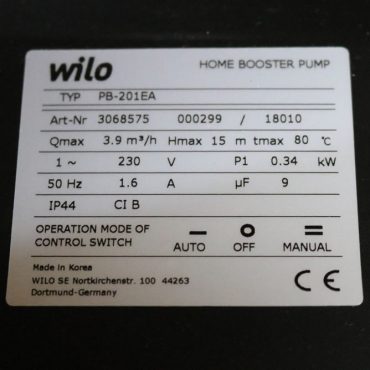 wilo HOME BOOSTER PUMP
TYP PB-201EA
Art-Nr 3068575 000299 / 18010
Qmax 3.9 m³/h Hmax 15 m tmax 80 °C
1 ~ 230 V P1 0.34 kW
50 Hz 1.6 A µF 9
IP44 CI B
OPERATION MODE OF
CONTROL SWITCH
AUTO OFF MANUAL
Made in Korea
WILO SE Nortkirchenstr. 100 44263
Dortmund-Germany
CE